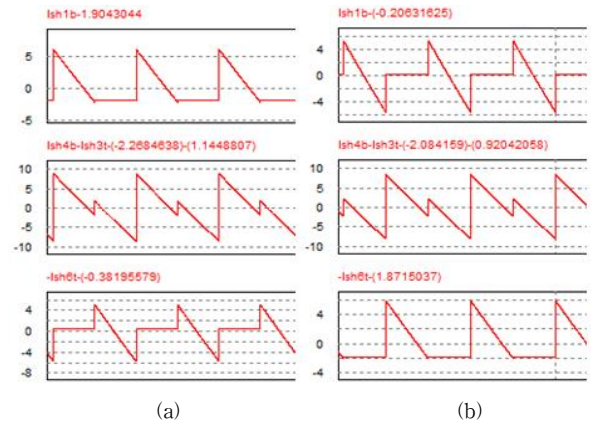 Ish1b-1.9043044
5
0
-5
Ish4b-Ish3t-(-2.2684638)-(1.1448807)
10
5
0
-5
-10
-Ish6t-(-0.38195579)
4
0
-4
-8
(a)
Ish1b-(-0.20631625)
4
0
-4
Ish4b-Ish3t-(-2.084159)-(0.92042058)
10
5
0
-5
-10
-Ish6t-(1.8715037)
4
0
-4
(b)